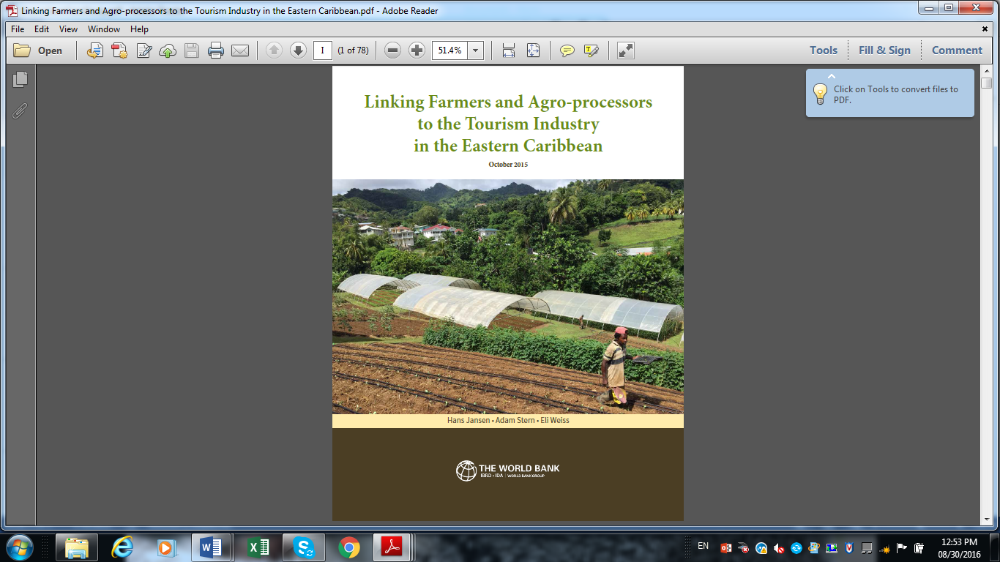 Linking Farmers and Agro-processors to the Tourism Industry in the Eastern Caribbean.pdf - Adobe Reader
File Edit View Window Help
Open
I (1 of 78)
51.4%
Tools Fill & Sign Comment
Click on Tools to convert files to
PDF.
Linking Farmers and Agro-processors
to the Tourism Industry
in the Eastern Caribbean
October 2015
Hans Jansen • Adam Stern • Eli Weiss
THE WORLD BANK
IBRD • IDA | WORLD BANK GROUP
EN
12:53 PM
08/30/2016